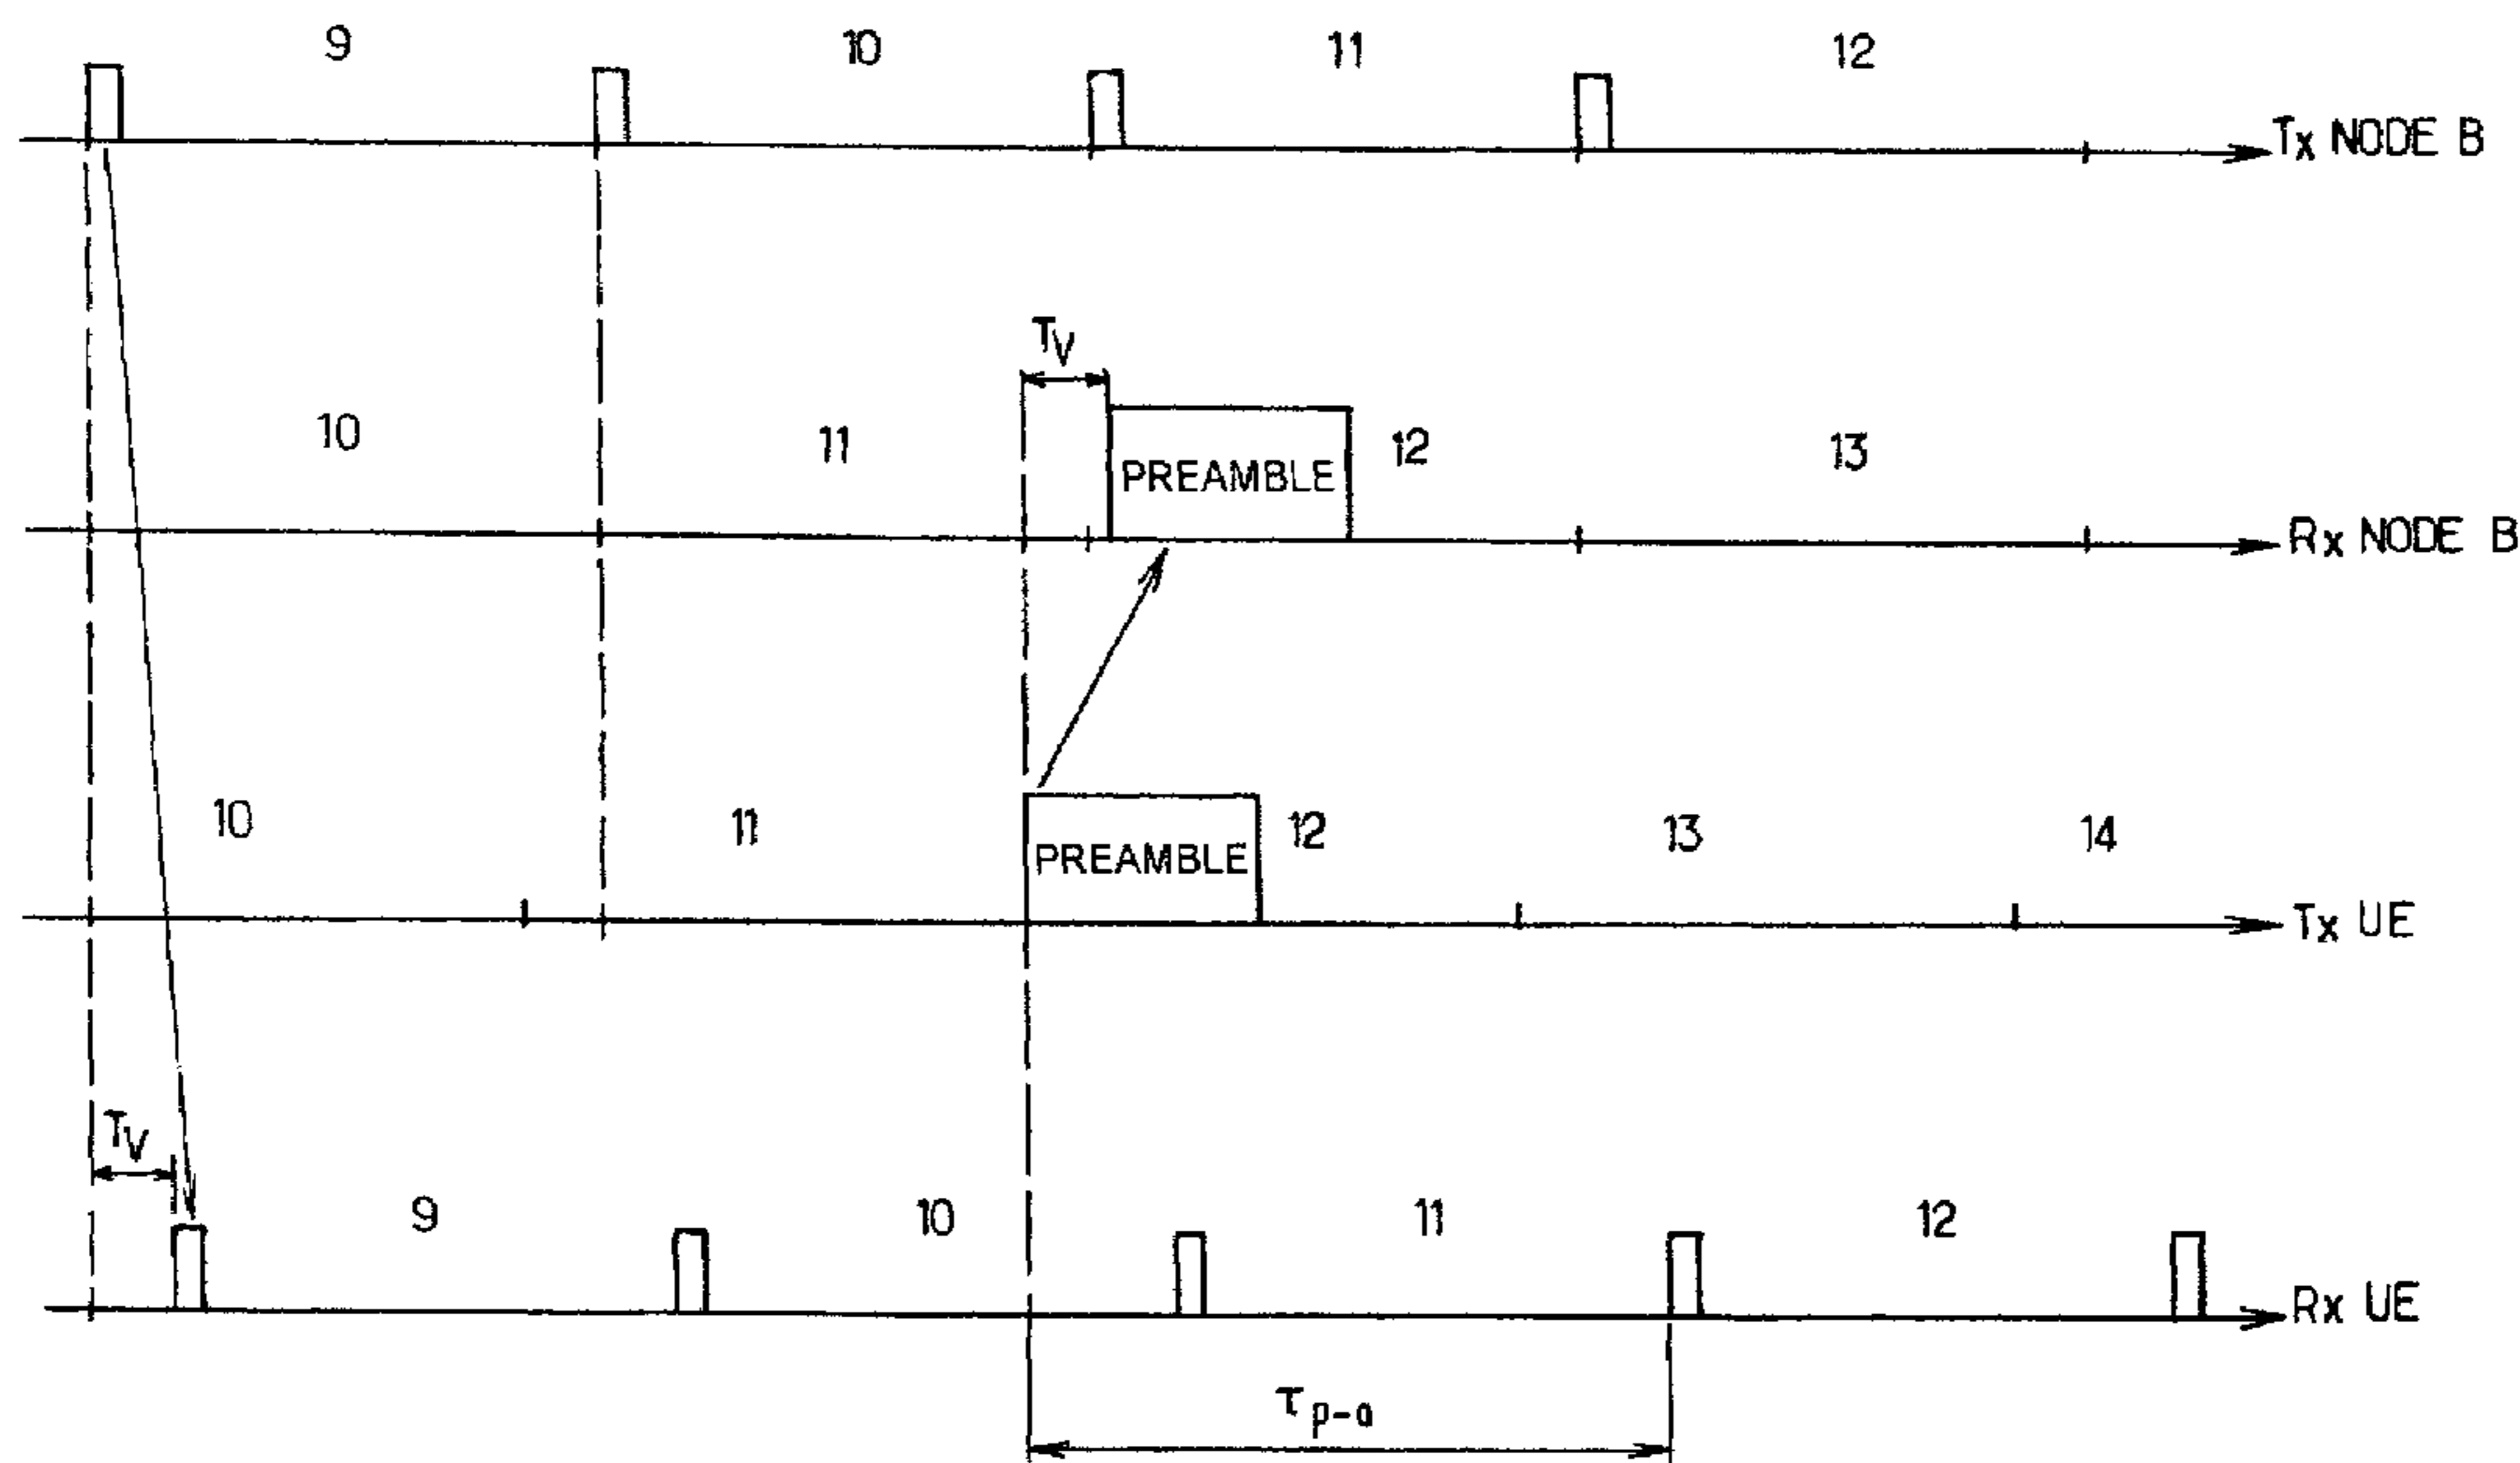 9 10 11 12
Tx NODE B
TV
10 11 PREAMBLE 12 13
Rx NODE B
10 11 PREAMBLE 12 13 14
Tx UE
TV
9 10 11 12
Rx UE
τp-a